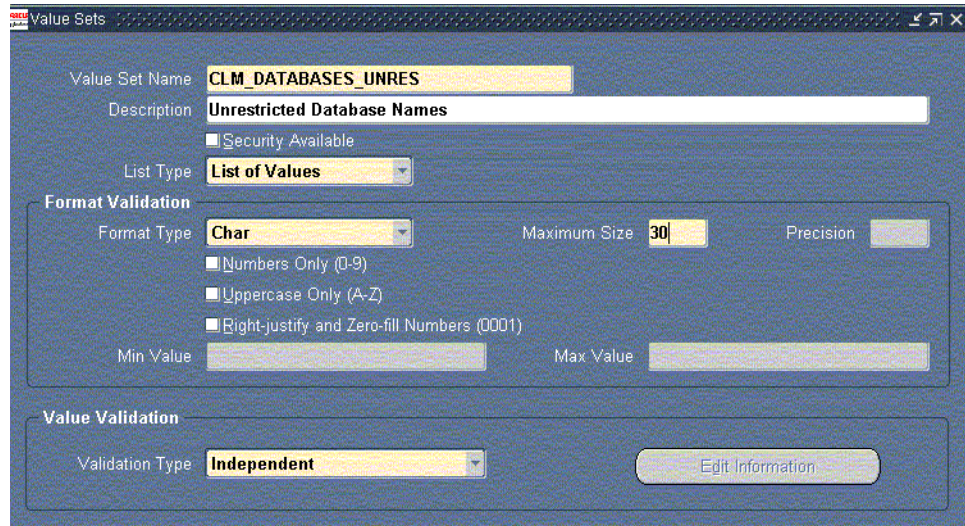 Value Sets
Value Set Name CLM_DATABASES_UNRES
Description Unrestricted Database Names
Security Available
List Type List of Values
Format Validation
Format Type Char Maximum Size 30 Precision
Numbers Only (0-9)
Uppercase Only (A-Z)
Right-justify and Zero-fill Numbers (0001)
Min Value Max Value
Value Validation
Validation Type Independent Edit Information